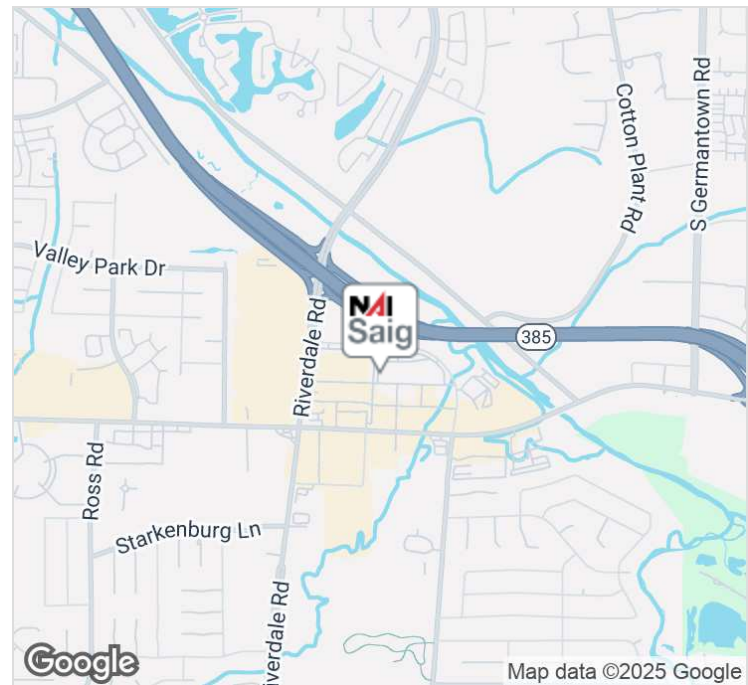 S Germantown Rd
Cotton Plant Rd
Valley Park Dr
NAI
Saig
385
Riverdale Rd
Ross Rd
Starkenburg Ln
iverdale Rd
Google
Map data ©2025 Google